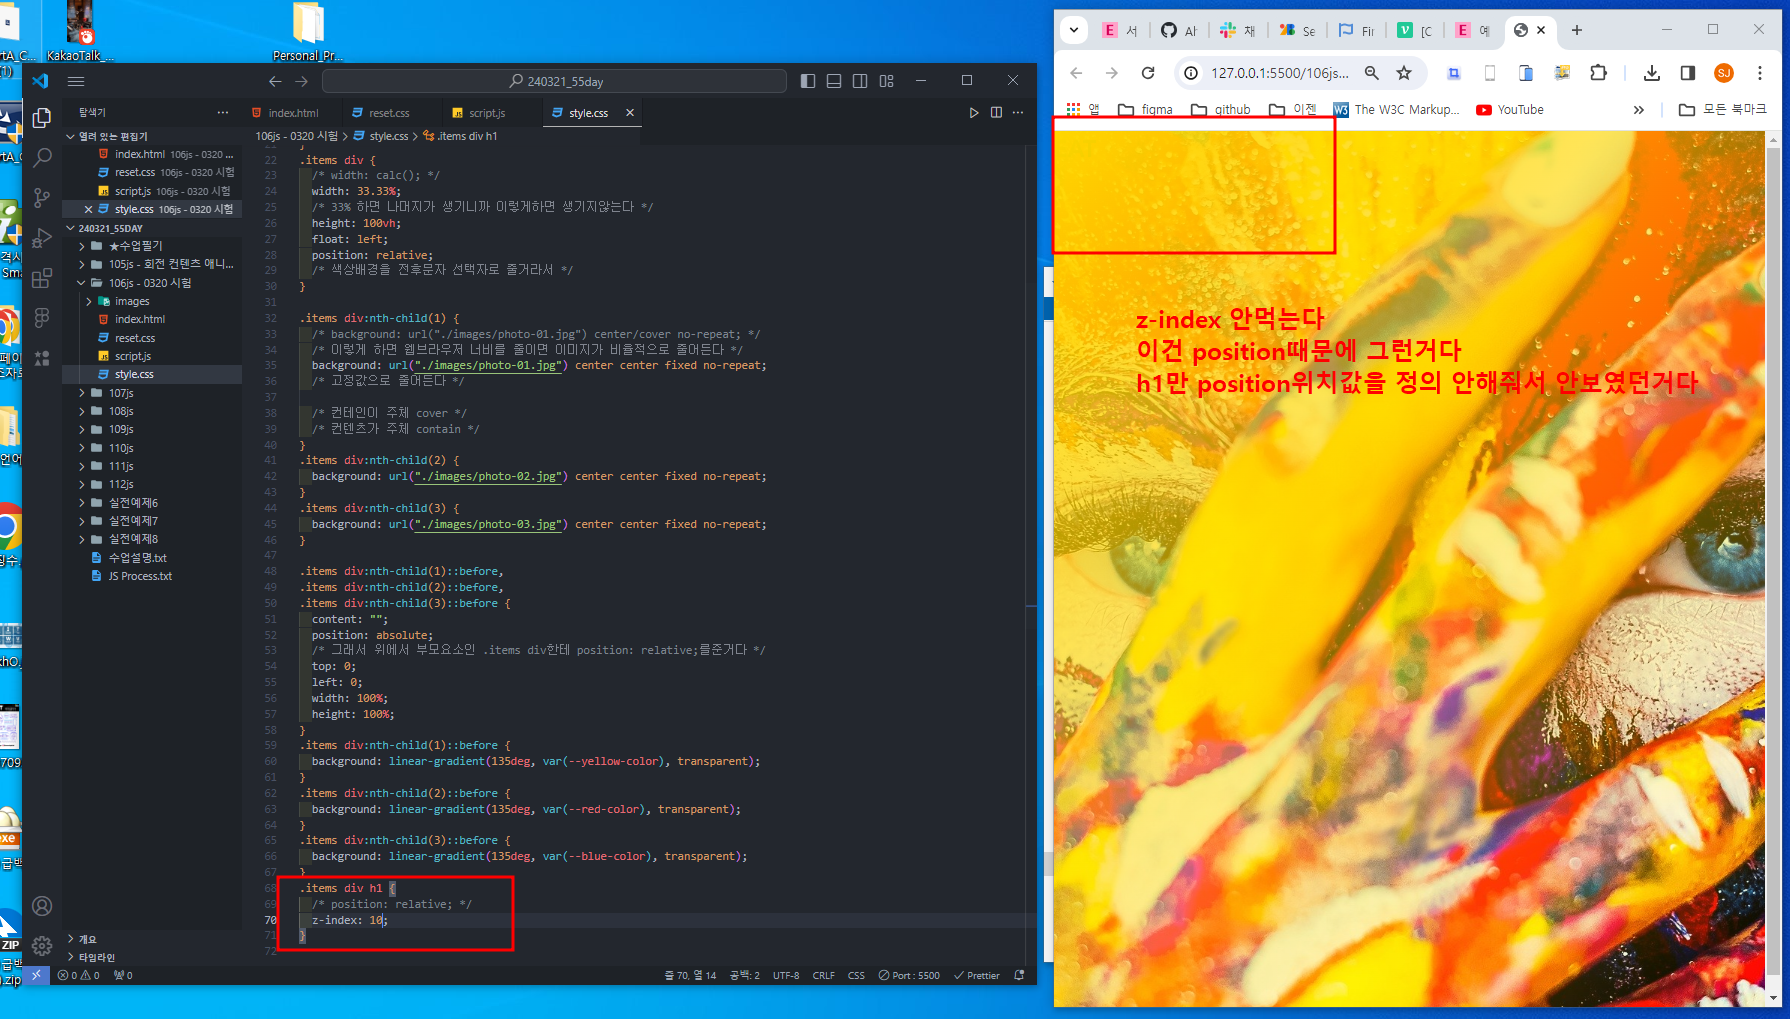 KakaoTalk_...
Personal_Pr...
240321_55day
탐색기
index.html
reset.css
script.js
style.css
106js - 0320 시험 > style.css > .items div h1
열려 있는 편집기
index.html 106js - 0320 ...
reset.css 106js - 0320 시험
script.js 106js - 0320 시험
style.css 106js - 0320 시험
240321_55DAY
★수업필기
105js - 회전 컨텐츠 애니...
106js - 0320 시험
images
index.html
reset.css
script.js
style.css
107js
108js
109js
110js
111js
112js
실전예제6
실전예제7
실전예제8
수업설명.txt
JS Process.txt
개요
타임라인
21 }
22 .items div {
23 /* width: calc(); */
24 width: 33.33%;
25 /* 33% 하면 나머지가 생기니까 이렇게하면 생기지않는다 */
26 height: 100vh;
27 float: left;
28 position: relative;
29 /* 색상배경을 전후문자 선택자로 줄거라서 */
30 }
31
32 .items div:nth-child(1) {
33 /* background: url("./images/photo-01.jpg") center/cover no-repeat; */
34 /* 이렇게 하면 웹브라우저 너비를 줄이면 이미지가 비율적으로 줄어든다 */
35 background: url("./images/photo-01.jpg") center center fixed no-repeat;
36 /* 고정값으로 줄어든다 */
37
38 /* 컨테인이 주체 cover */
39 /* 컨텐츠가 주체 contain */
40 }
41 .items div:nth-child(2) {
42 background: url("./images/photo-02.jpg") center center fixed no-repeat;
43 }
44 .items div:nth-child(3) {
45 background: url("./images/photo-03.jpg") center center fixed no-repeat;
46 }
47
48 .items div:nth-child(1)::before,
49 .items div:nth-child(2)::before,
50 .items div:nth-child(3)::before {
51 content: "";
52 position: absolute;
53 /* 그래서 위에서 부모요소인 .items div한테 position: relative;를준거다 */
54 top: 0;
55 left: 0;
56 width: 100%;
57 height: 100%;
58 }
59 .items div:nth-child(1)::before {
60 background: linear-gradient(135deg, var(--yellow-color), transparent);
61 }
62 .items div:nth-child(2)::before {
63 background: linear-gradient(135deg, var(--red-color), transparent);
64 }
65 .items div:nth-child(3)::before {
66 background: linear-gradient(135deg, var(--blue-color), transparent);
67 }
68 .items div h1 {
69 /* position: relative; */
70 z-index: 10;
71 }
72
0 0 0
줄 70, 열 14 공백: 2 UTF-8 CRLF CSS Port : 5500 Prettier
서
Ah
채
Se
Fir
[C
예
127.0.0.1:5500/106js...
SJ
앱 figma github 이젠 The W3C Markup... YouTube » 모든 북마크
z-index 안먹는다
이건 position때문에 그런거다
h1만 position위치값을 정의 안해줘서 안보였던거다